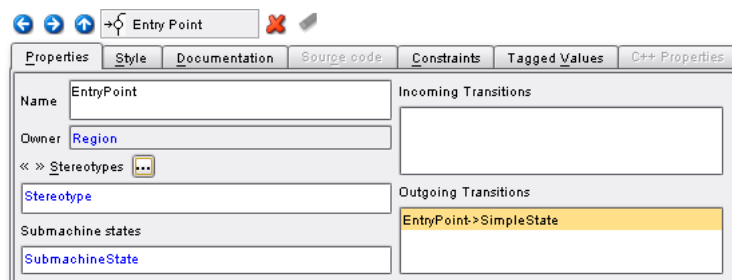 Entry Point
Properties Style Documentation Source code Constraints Tagged Values C++ Properties
Name EntryPoint
Owner Region
« » Stereotypes ...
Stereotype
Submachine states
SubmachineState
Incoming Transitions
Outgoing Transitions
EntryPoint->SimpleState